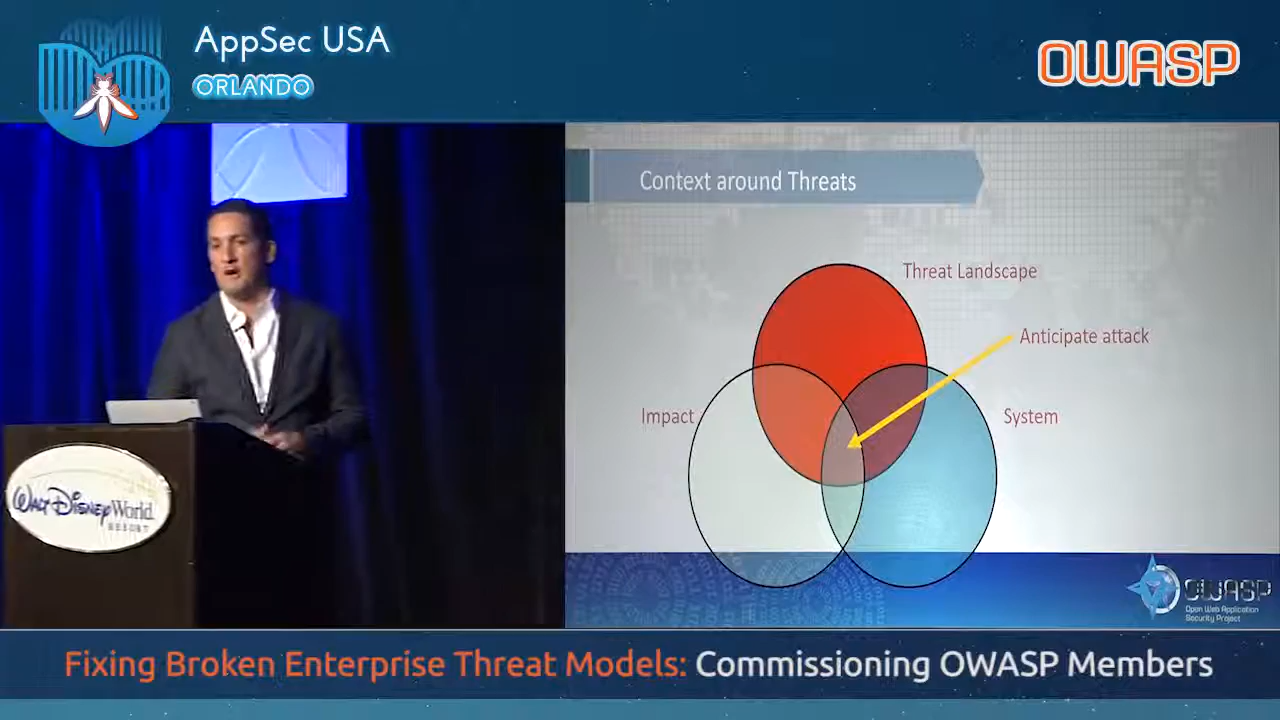 AppSec USA
ORLANDO
OWASP
Context around Threats
Threat Landscape
Anticipate attack
Impact
System
WALT DISNEY World
RESORT
OWASP
Open Web Application
Security Project
Fixing Broken Enterprise Threat Models: Commissioning OWASP Members